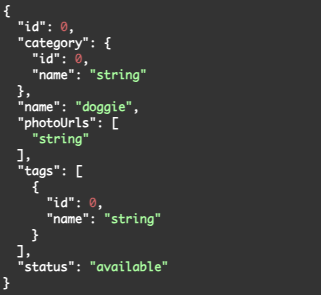 {
  "id": 0,
  "category": {
    "id": 0,
    "name": "string"
  },
  "name": "doggie",
  "photoUrls": [
    "string"
  ],
  "tags": [
    {
      "id": 0,
      "name": "string"
    }
  ],
  "status": "available"
}